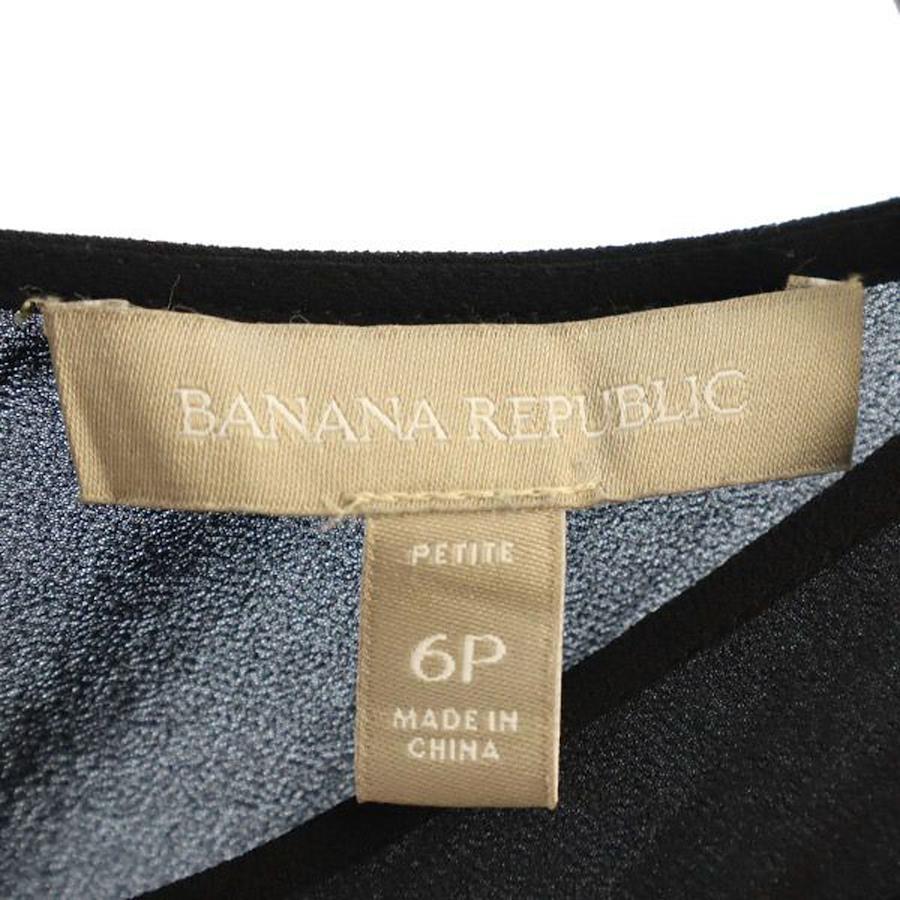 BANANA REPUBLIC
PETITE
6P
MADE IN
CHINA